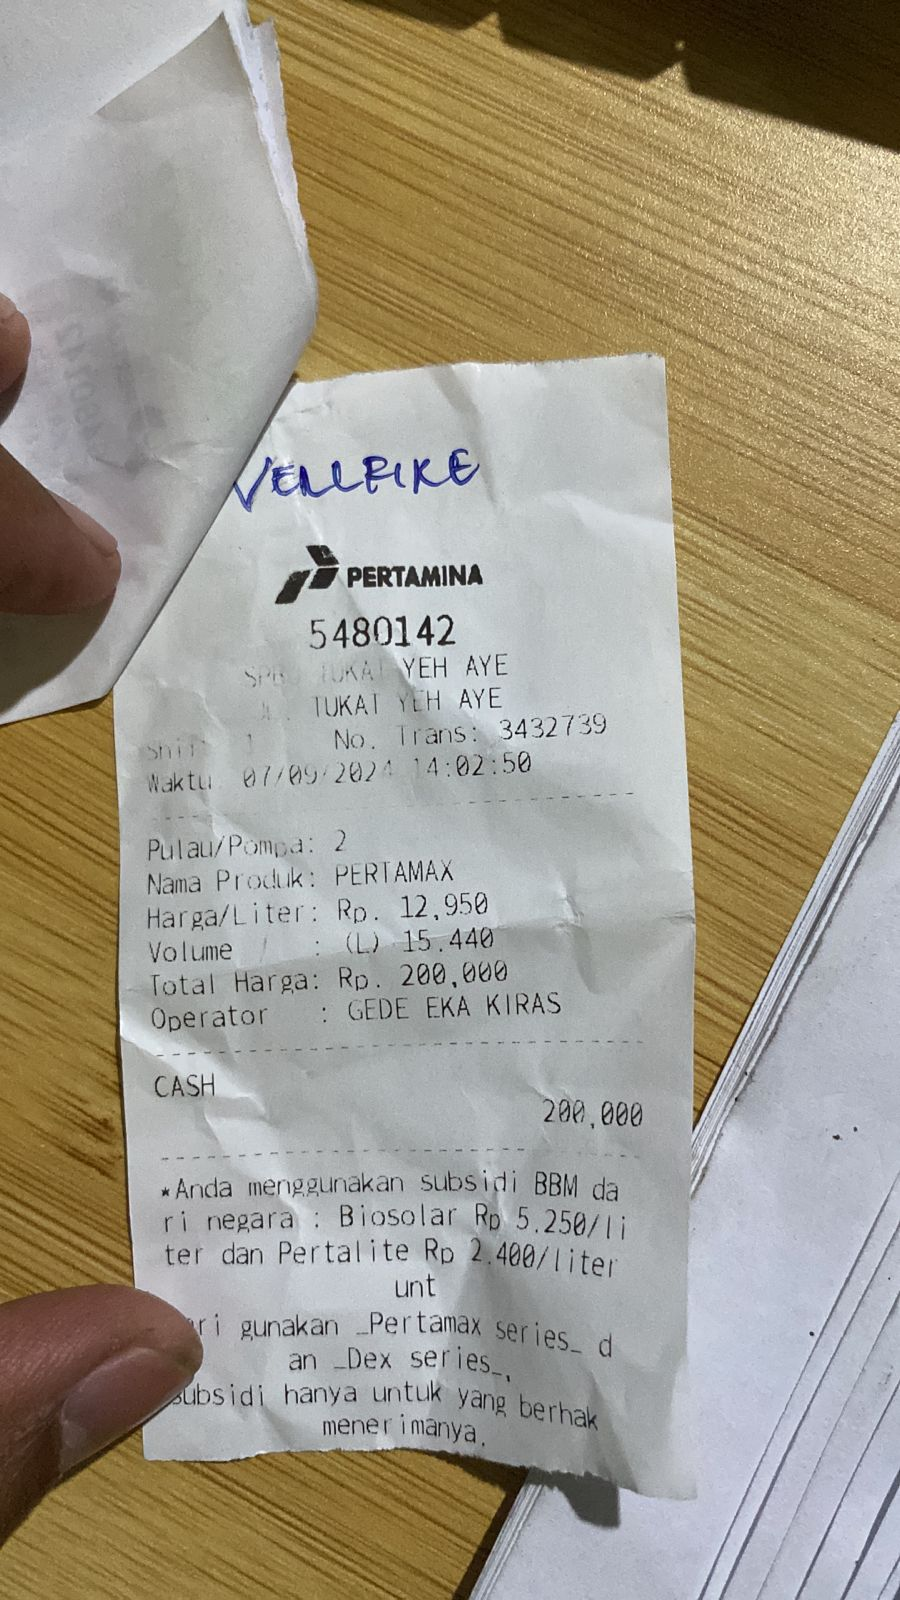 PERTAMINA
5480142
YEH AYE
TUKAT YEH AYE
No. Trans: 3432739
Waktu 07/09/2024 14:02:50
Pulau/Pompa: 2
Nama Produk: PERTAMAX
Harga/Liter: Rp. 12,950
Volume : (L) 15.440
Total Harga: Rp. 200,000
Operator : GEDE EKA KIRAS
CASH
200,000
*Anda menggunakan subsidi BBM da
ri negara : Biosolar Rp 5.250/li
ter dan Pertalite Rp 2.400/liter
unt
gunakan _Pertamax series_ d
an _Dex series_,
subsidi hanya untuk yang berhak
menerimanya.